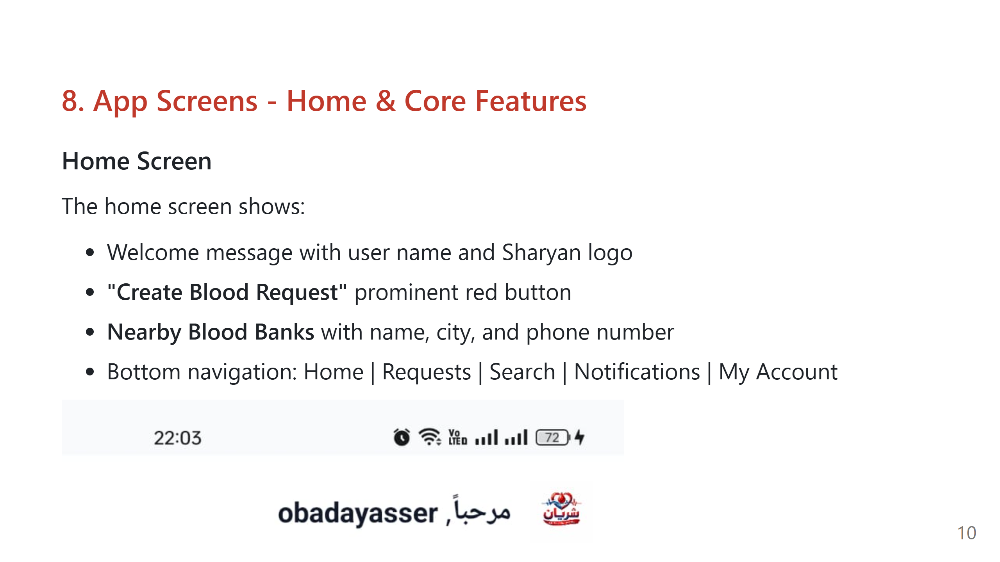 8. App Screens - Home & Core Features
Home Screen
The home screen shows:
• Welcome message with user name and Sharyan logo
• "Create Blood Request" prominent red button
• Nearby Blood Banks with name, city, and phone number
• Bottom navigation: Home | Requests | Search | Notifications | My Account
22:03 Vo LTED 72
مرحباً, obadayasser
شريان
10